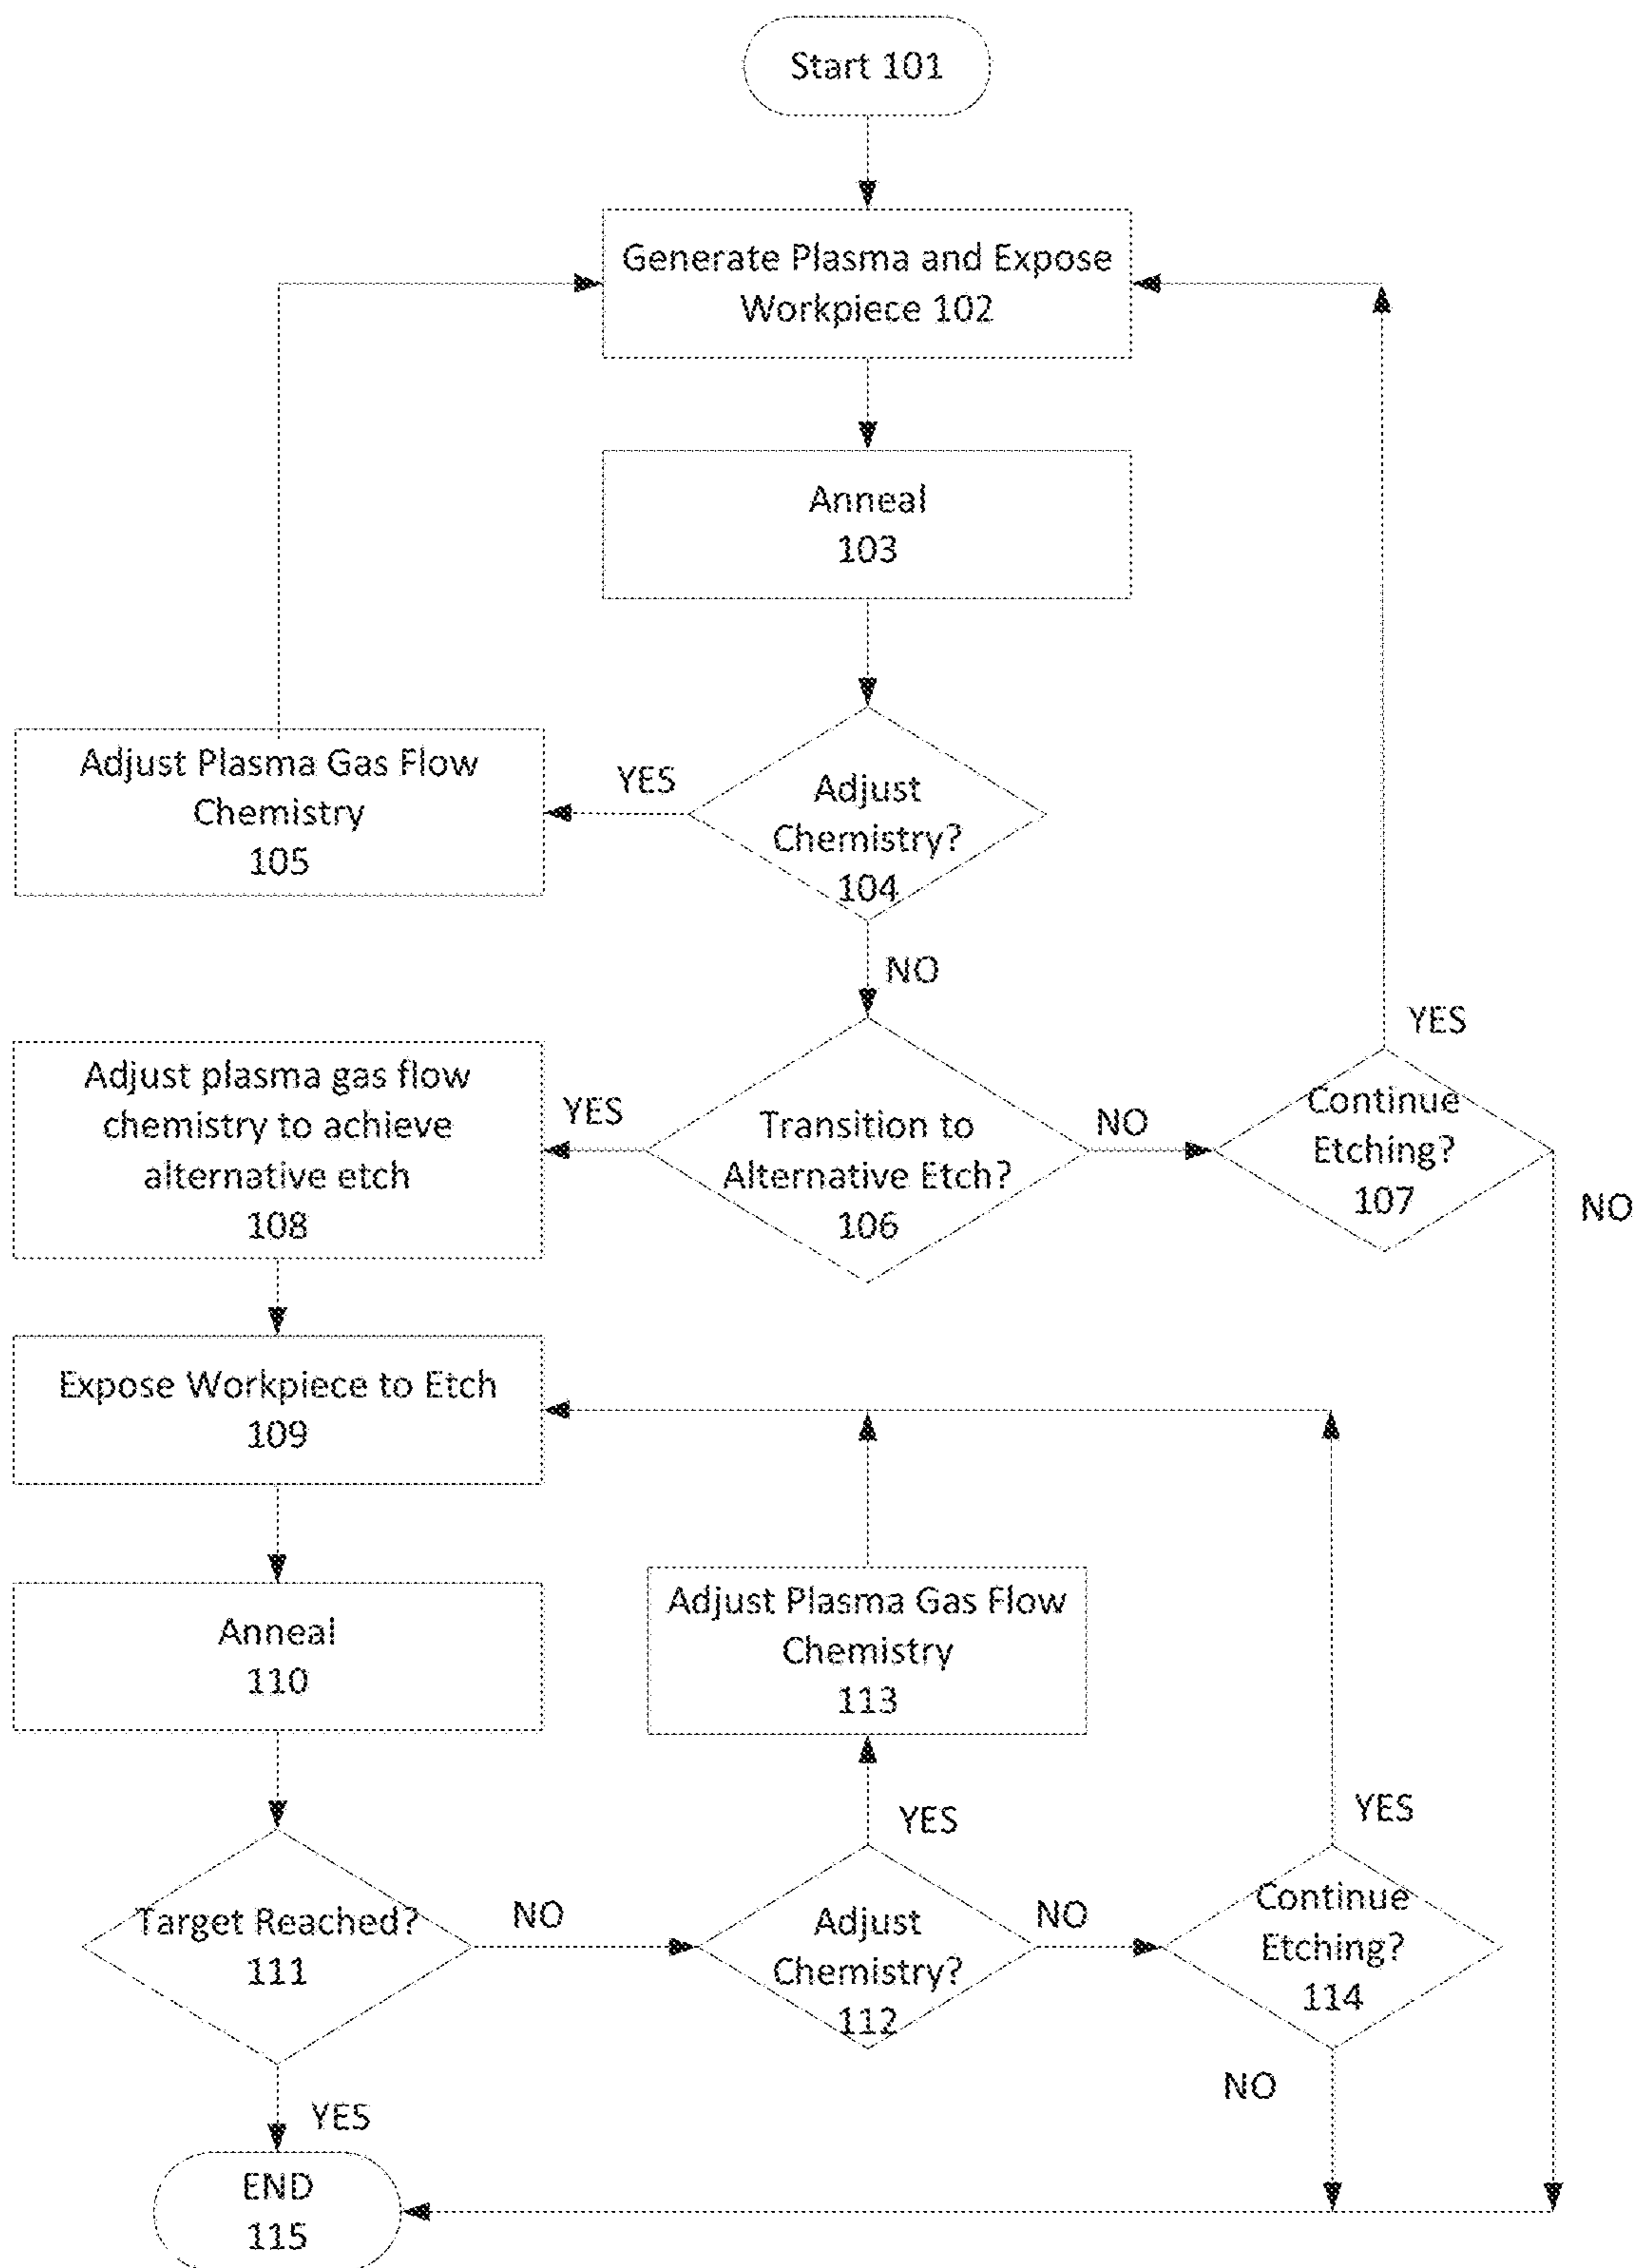 Start 101
Generate Plasma and Expose
Workpiece 102
Anneal
103
Adjust Plasma Gas Flow
Chemistry
105
YES
Adjust
Chemistry?
104
NO
Adjust plasma gas flow
chemistry to achieve
alternative etch
108
YES
Transition to
Alternative Etch?
106
NO
Continue
Etching?
107
YES
NO
Expose Workpiece to Etch
109
Anneal
110
Adjust Plasma Gas Flow
Chemistry
113
YES
YES
Target Reached?
111
NO
Adjust
Chemistry?
112
NO
Continue
Etching?
114
NO
YES
END
115